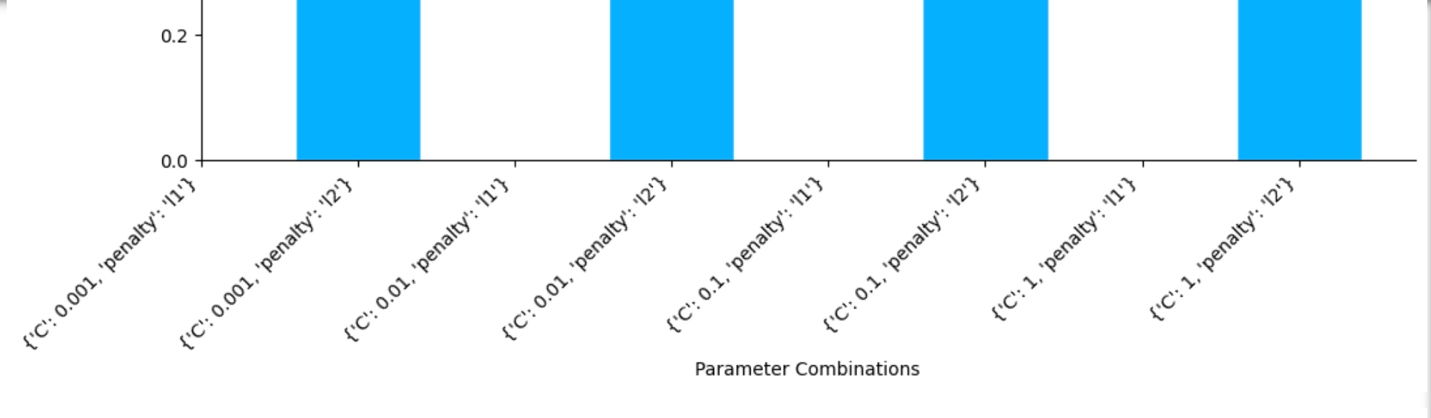 0.2
0.0
{'C': 0.001, 'penalty': 'l1'}
{'C': 0.001, 'penalty': 'l2'}
{'C': 0.01, 'penalty': 'l1'}
{'C': 0.01, 'penalty': 'l2'}
{'C': 0.1, 'penalty': 'l1'}
{'C': 0.1, 'penalty': 'l2'}
{'C': 1, 'penalty': 'l1'}
{'C': 1, 'penalty': 'l2'}
Parameter Combinations